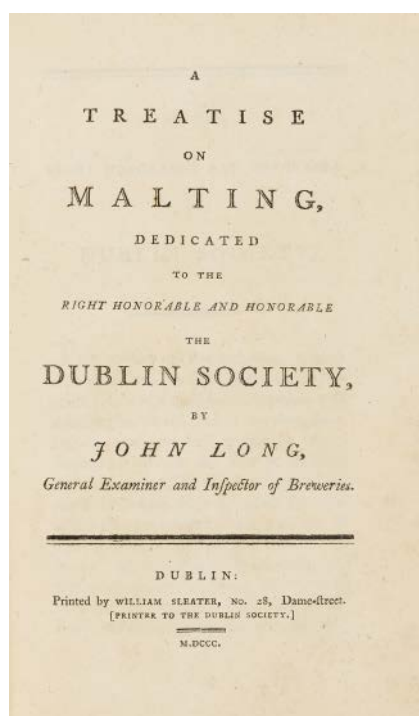 A
TREATISE
ON
MALTING,
DEDICATED
TO THE
RIGHT HONORABLE AND HONORABLE
THE
DUBLIN SOCIETY,
BY
JOHN LONG,
General Examiner and Inſpector of Breweries.
DUBLIN:
Printed by WILLIAM SLEATER, No. 28, Dame-ſtreet.
[PRINTER TO THE DUBLIN SOCIETY.]
M.DCCC.